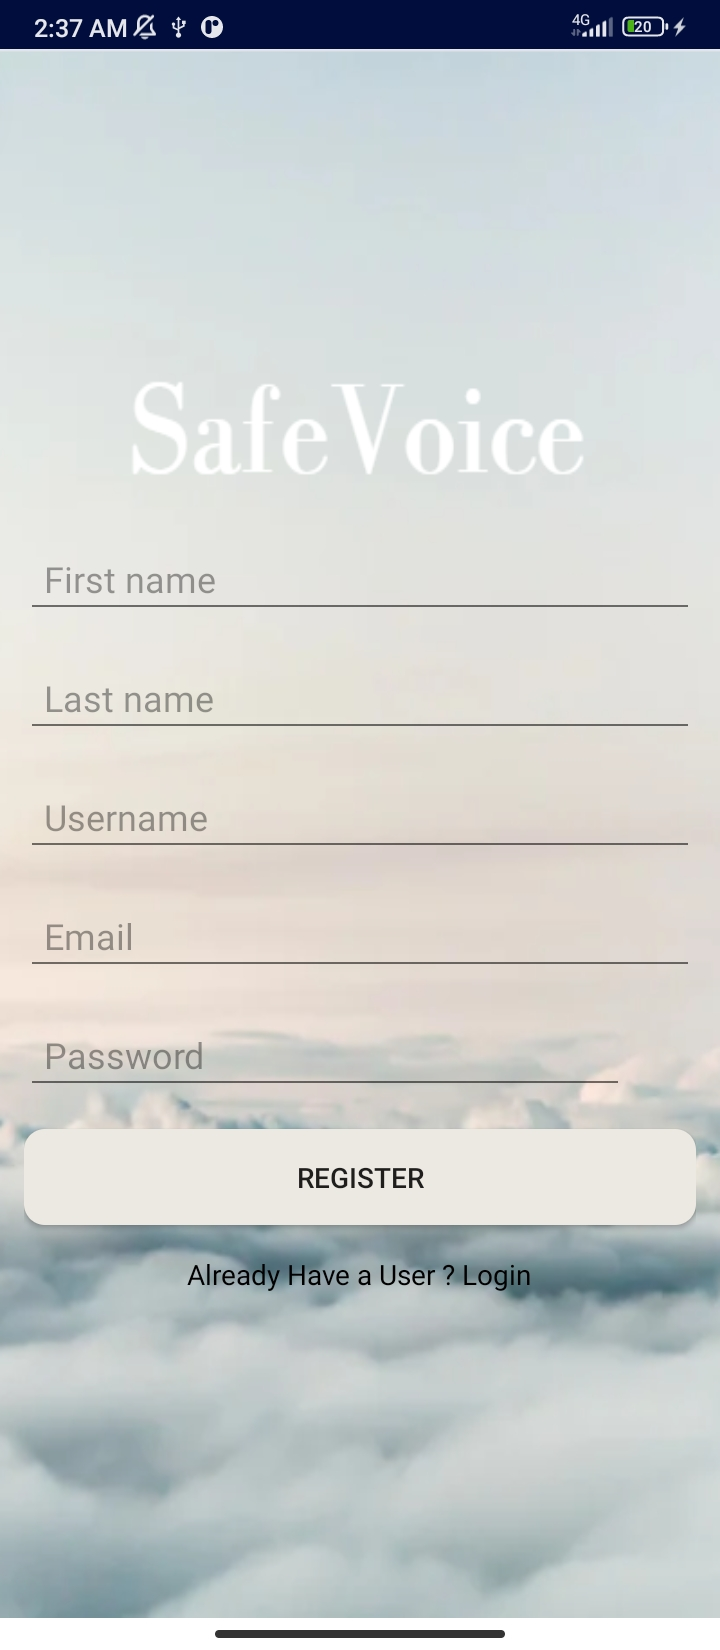 2:37 AM
4G
20
SafeVoice
First name
Last name
Username
Email
Password
REGISTER
Already Have a User ? Login